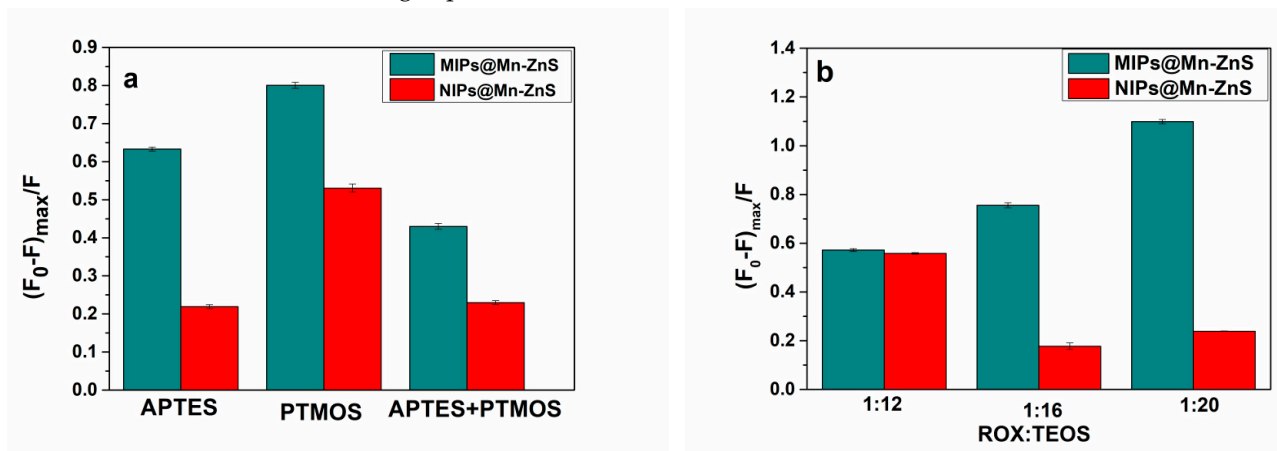 a
MIPs@Mn-ZnS
NIPs@Mn-ZnS
(F0-F)max/F
0.9
0.8
0.7
0.6
0.5
0.4
0.3
0.2
0.1
0.0
APTES PTMOS APTES+PTMOS
b
MIPs@Mn-ZnS
NIPs@Mn-ZnS
(F0-F)max/F
1.4
1.2
1.0
0.8
0.6
0.4
0.2
0.0
1:12 1:16 1:20
ROX:TEOS